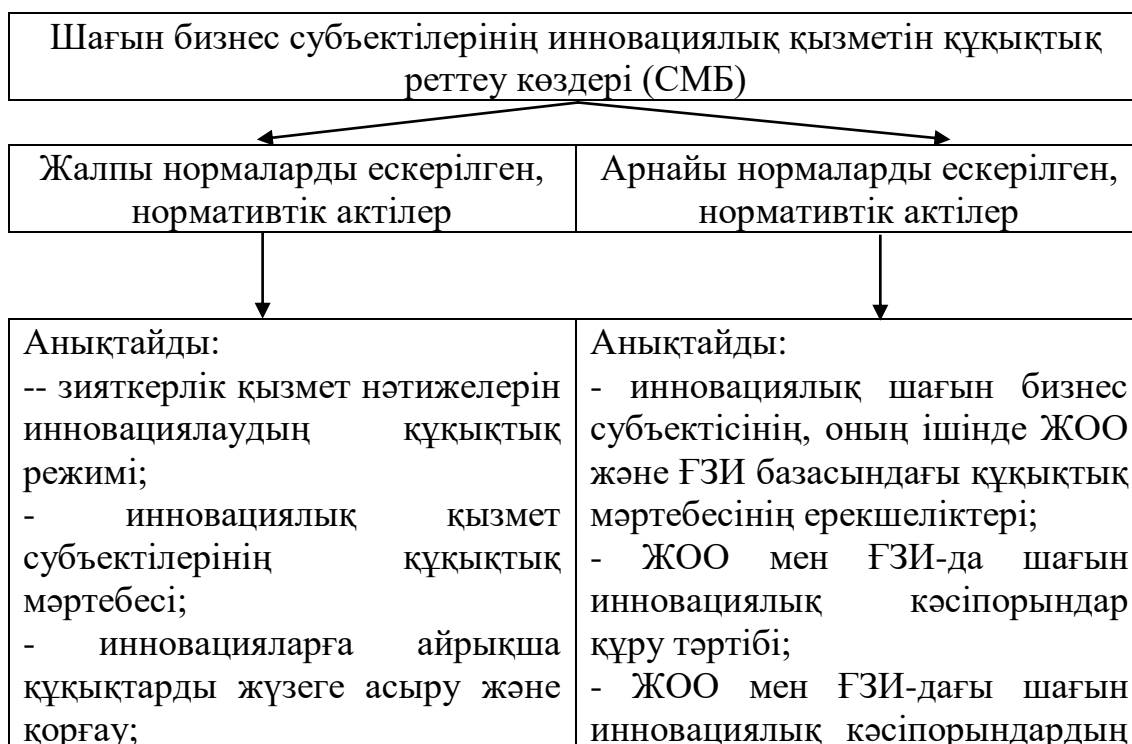 Шағын бизнес субъектілерінің инновациялық қызметін құқықтық
реттеу көздері (СМБ)
Жалпы нормаларды ескерілген,
нормативтік актілер
Арнайы нормаларды ескерілген,
нормативтік актілер
Анықтайды:
-- зияткерлік қызмет нәтижелерін
инновациялаудың құқықтық
режимі;
- инновациялық қызмет
субъектілерінің құқықтық
мәртебесі;
- инновацияларға айрықша
құқықтарды жүзеге асыру және
қорғау;
Анықтайды:
- инновациялық шағын бизнес
субъектісінің, оның ішінде ЖОО
және ҒЗИ базасындағы құқықтық
мәртебесінің ерекшеліктері;
- ЖОО мен ҒЗИ-да шағын
инновациялық кәсіпорындар
құру тәртібі;
- ЖОО мен ҒЗИ-дағы шағын
инновациялық кәсіпорындардың